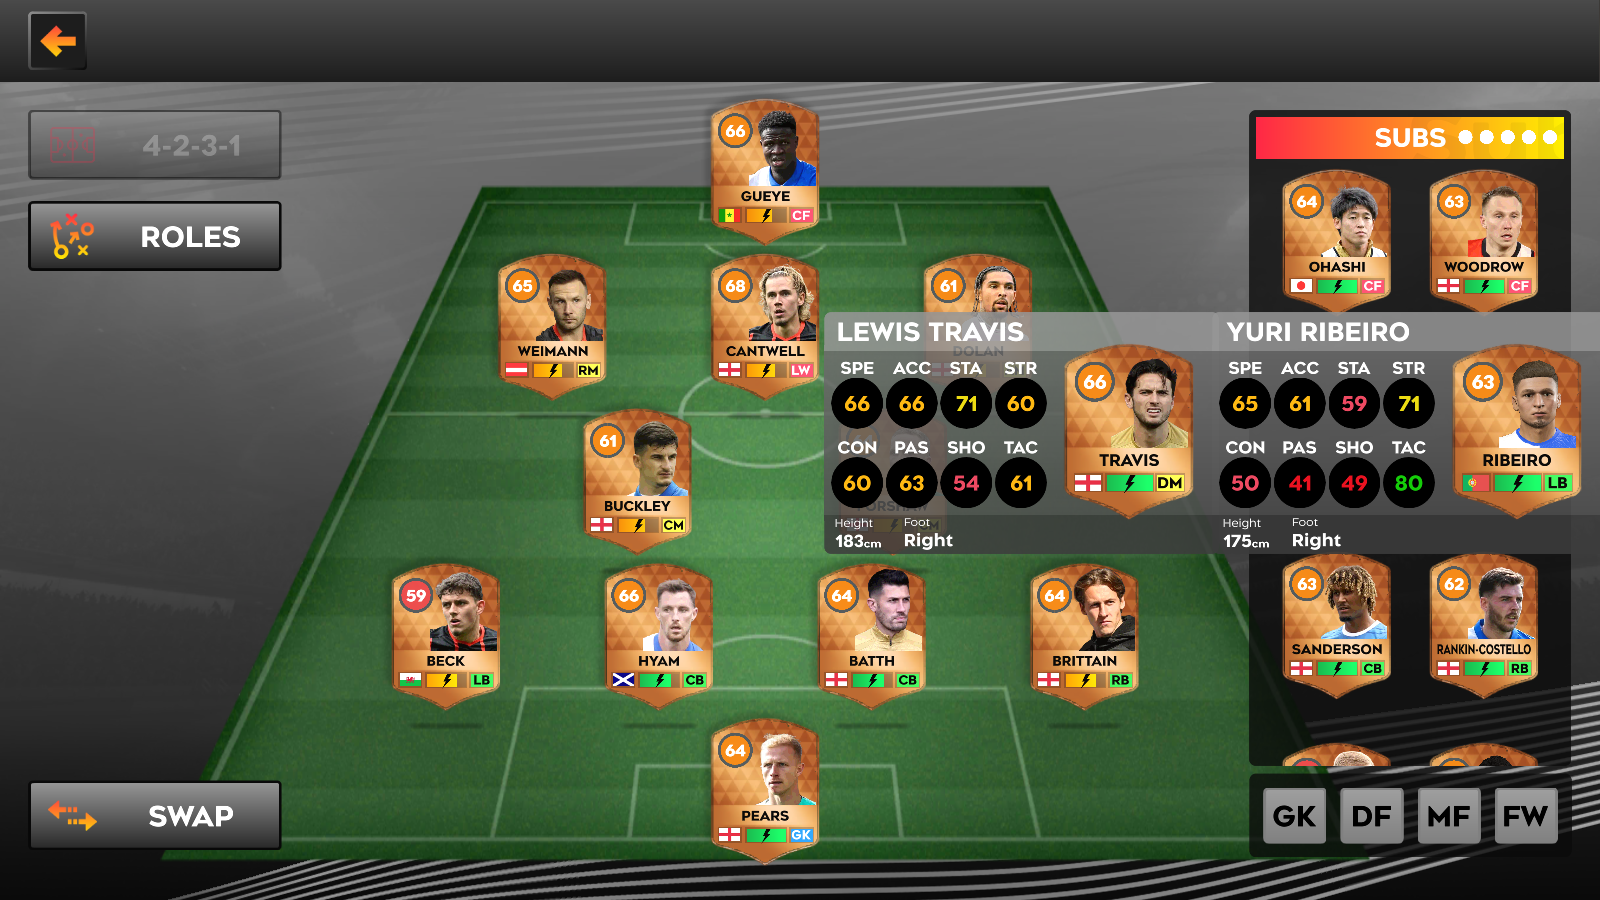 4-2-3-1
ROLES
SWAP
66
GUEYE
CF
65
WEIMANN
RM
68
CANTWELL
LW
61
DOLAN
61
BUCKLEY
CM
59
BECK
LB
66
HYAM
CB
64
BATTH
CB
64
BRITTAIN
RB
64
PEARS
GK
LEWIS TRAVIS
SPE ACC STA STR
66 66 71 60
CON PAS SHO TAC
60 63 54 61
Height Foot
183cm Right
66
TRAVIS
DM
YURI RIBEIRO
SPE ACC STA STR
65 61 59 71
CON PAS SHO TAC
50 41 49 80
Height Foot
175cm Right
63
RIBEIRO
LB
SUBS
64
OHASHI
CF
63
WOODROW
CF
63
SANDERSON
CB
62
RANKIN-COSTELLO
RB
GK DF MF FW